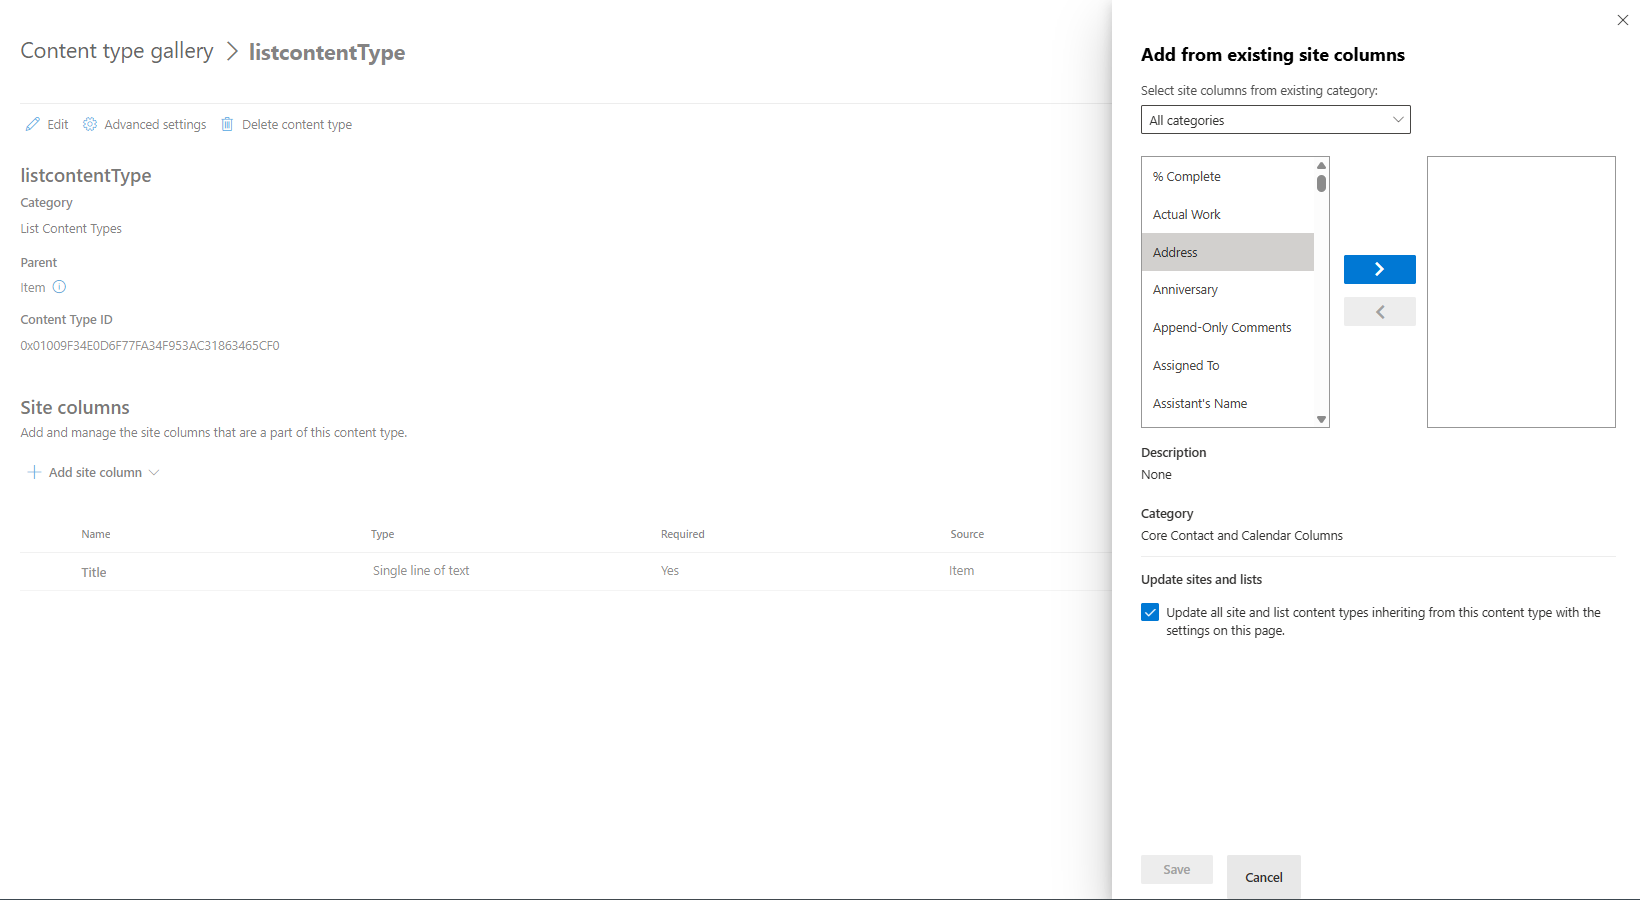 Content type gallery > listcontentType
Edit Advanced settings Delete content type
listcontentType
Category
List Content Types
Parent
Item
Content Type ID
0x01009F34E0D6F77FA34F953AC31863465CF0
Site columns
Add and manage the site columns that are a part of this content type.
Add site column
Name Type Required Source
Title Single line of text Yes Item
Add from existing site columns
Select site columns from existing category:
All categories
% Complete
Actual Work
Address
Anniversary
Append-Only Comments
Assigned To
Assistant's Name
Description
None
Category
Core Contact and Calendar Columns
Update sites and lists
Update all site and list content types inheriting from this content type with the
settings on this page.
Save Cancel